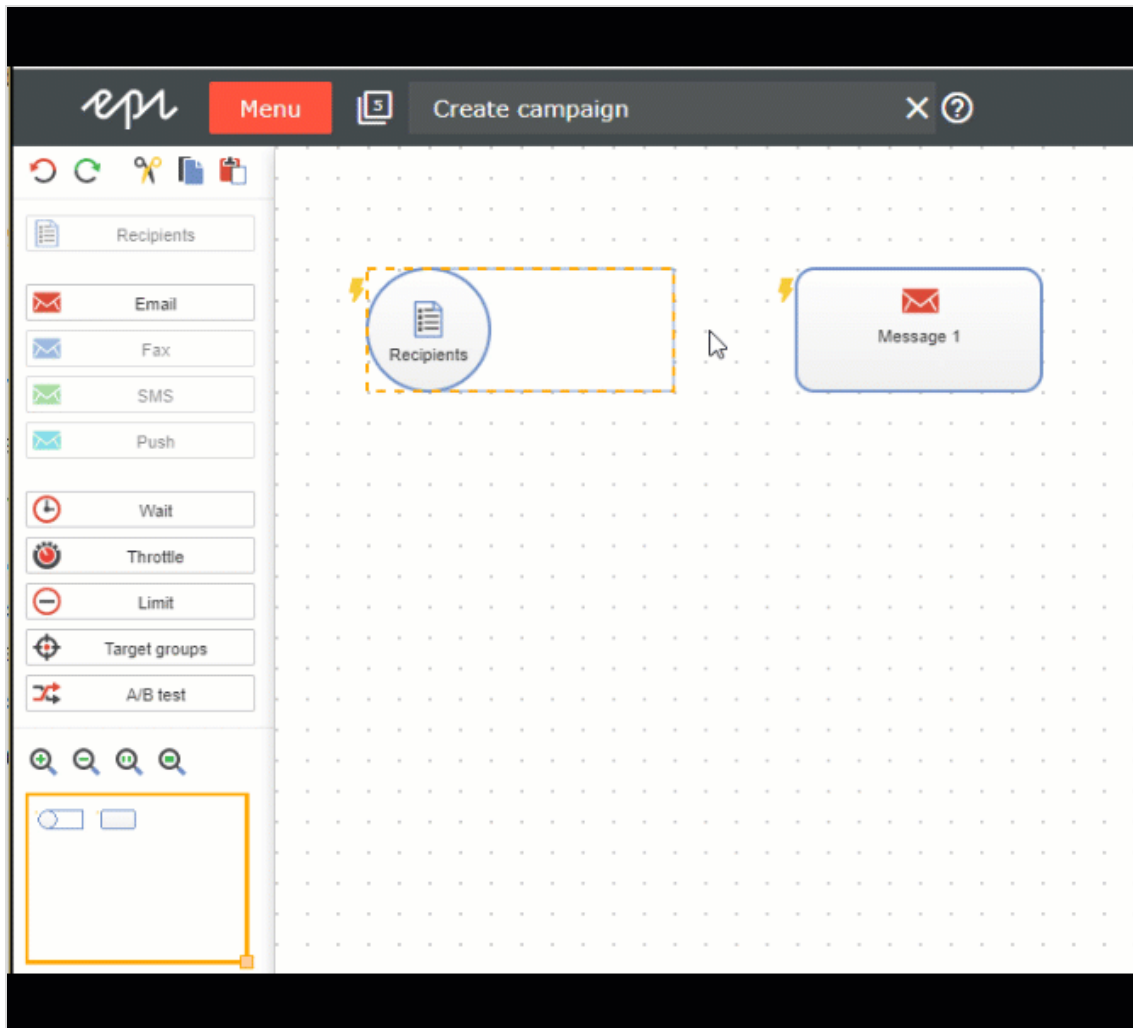 epi
Menu
5
Create campaign
Recipients
Email
Fax
SMS
Push
Wait
Throttle
Limit
Target groups
A/B test
Recipients
Message 1